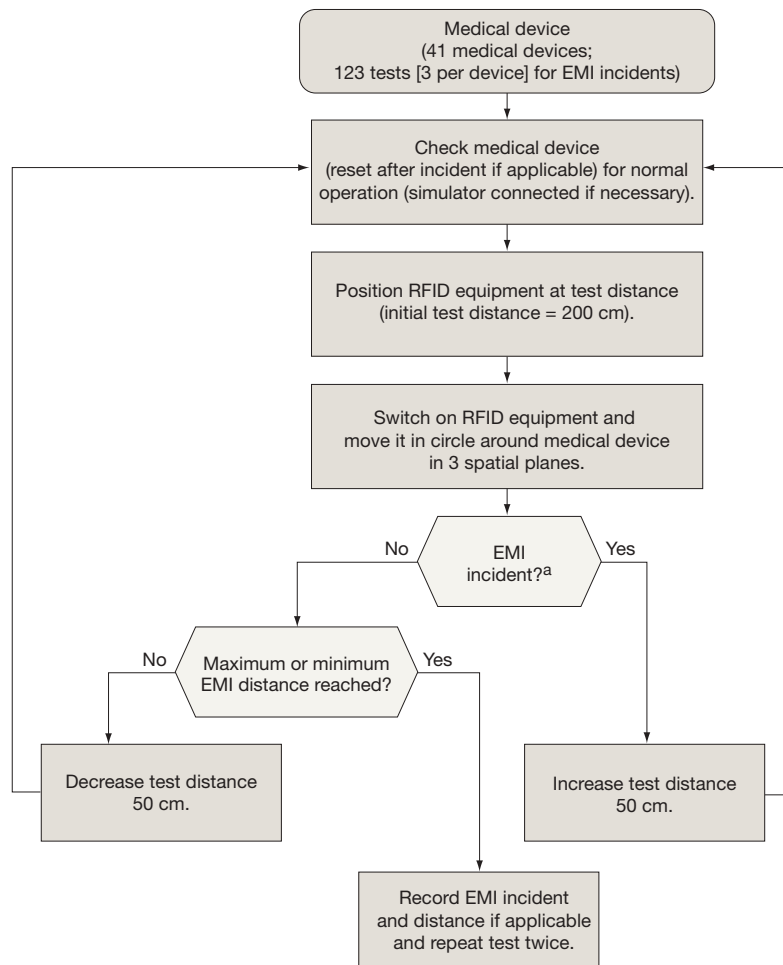 Medical device
(41 medical devices;
123 tests [3 per device] for EMI incidents)
Check medical device
(reset after incident if applicable) for normal
operation (simulator connected if necessary).
Position RFID equipment at test distance
(initial test distance = 200 cm).
Switch on RFID equipment and
move it in circle around medical device
in 3 spatial planes.
No
EMI
incident?a
Yes
No
Maximum or minimum
EMI distance reached?
Yes
Decrease test distance
50 cm.
Increase test distance
50 cm.
Record EMI incident
and distance if applicable
and repeat test twice.